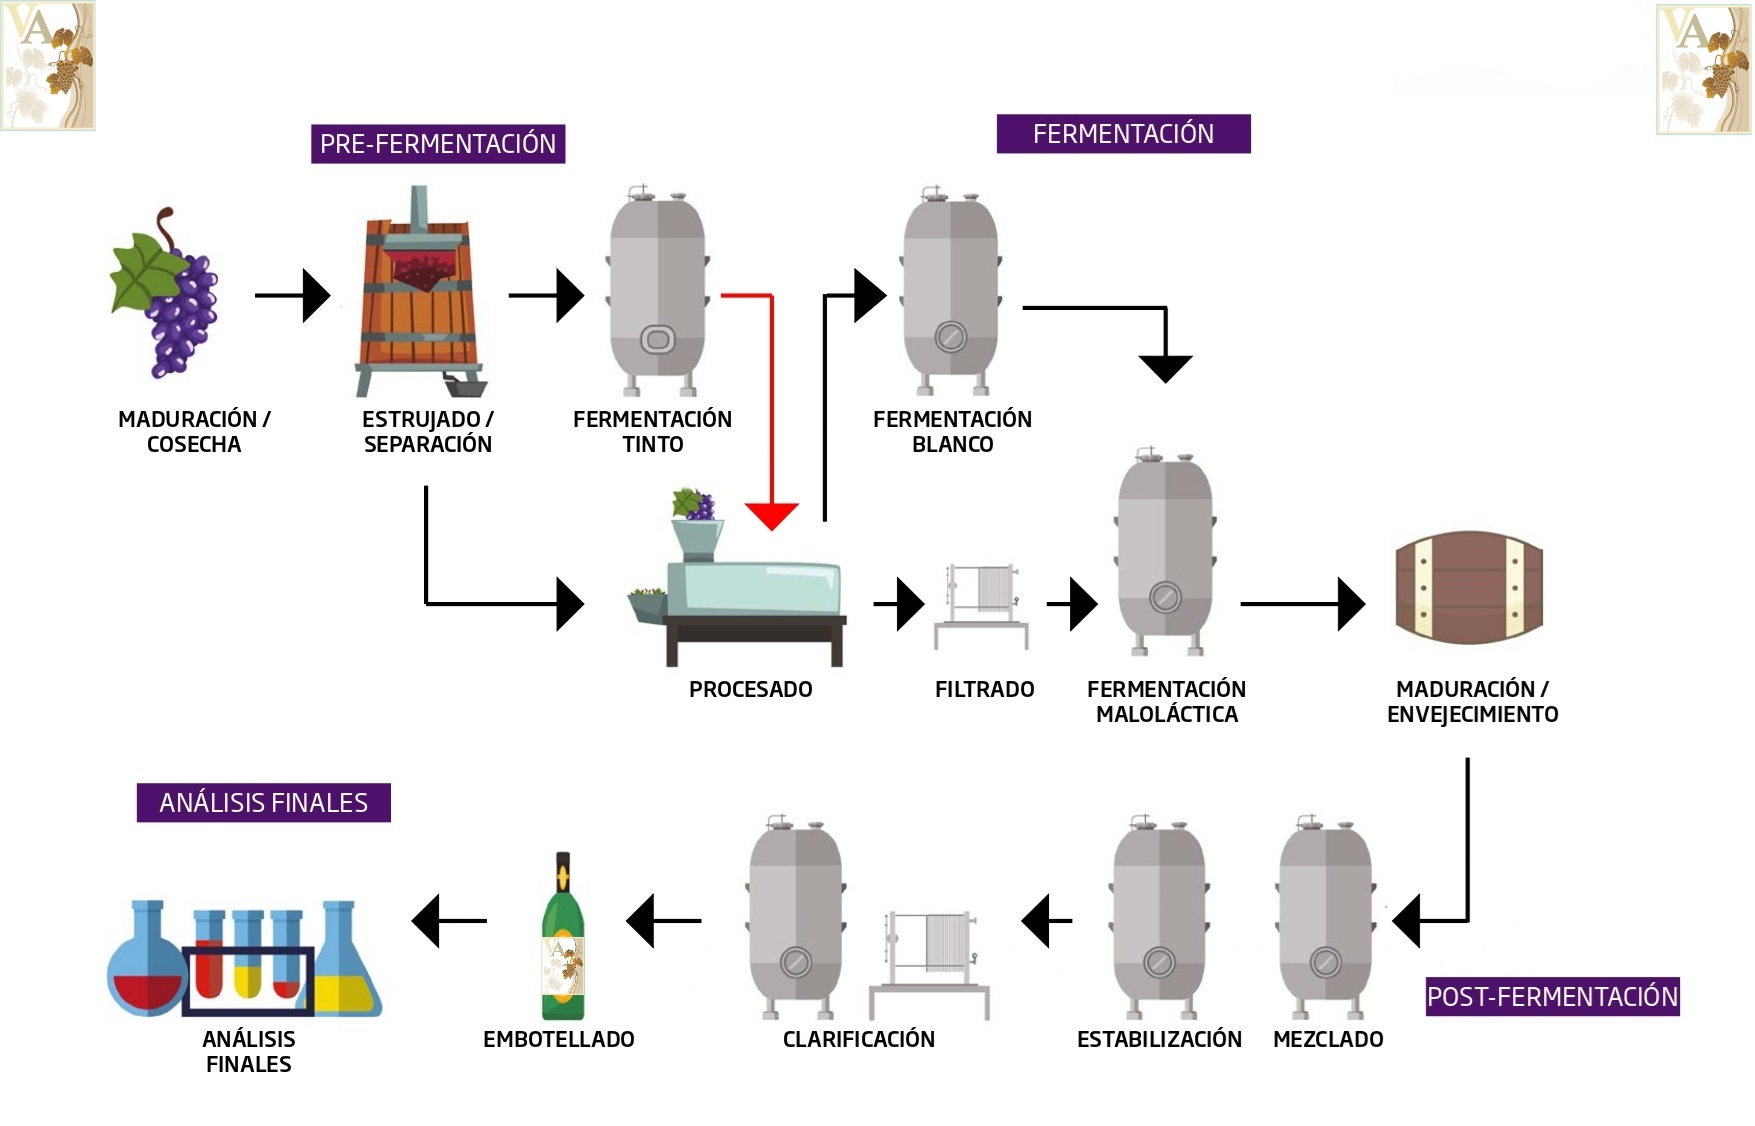 VA
VA
PRE-FERMENTACIÓN
FERMENTACIÓN
MADURACIÓN /
COSECHA
ESTRUJADO /
SEPARACIÓN
FERMENTACIÓN
TINTO
FERMENTACIÓN
BLANCO
PROCESADO
FILTRADO
FERMENTACIÓN
MALOLÁCTICA
MADURACIÓN /
ENVEJECIMIENTO
ANÁLISIS FINALES
VA
POST-FERMENTACIÓN
ANÁLISIS
FINALES
EMBOTELLADO
CLARIFICACIÓN
ESTABILIZACIÓN
MEZCLADO